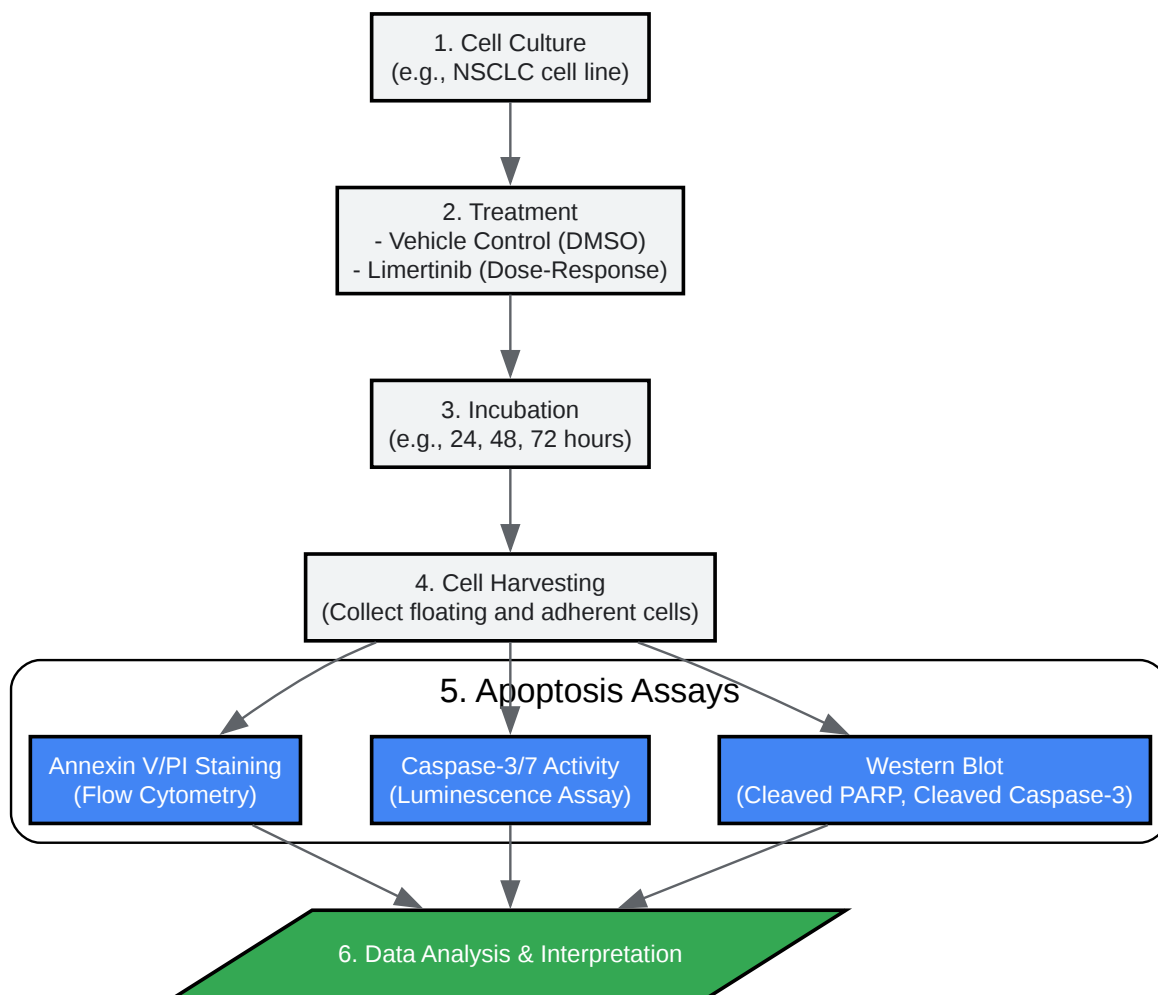 1. Cell Culture
(e.g., NSCLC cell line)
2. Treatment
- Vehicle Control (DMSO)
- Limertinib (Dose-Response)
3. Incubation
(e.g., 24, 48, 72 hours)
4. Cell Harvesting
(Collect floating and adherent cells)
5. Apoptosis Assays
Annexin V/PI Staining
(Flow Cytometry)
Caspase-3/7 Activity
(Luminescence Assay)
Western Blot
(Cleaved PARP, Cleaved Caspase-3)
6. Data Analysis & Interpretation